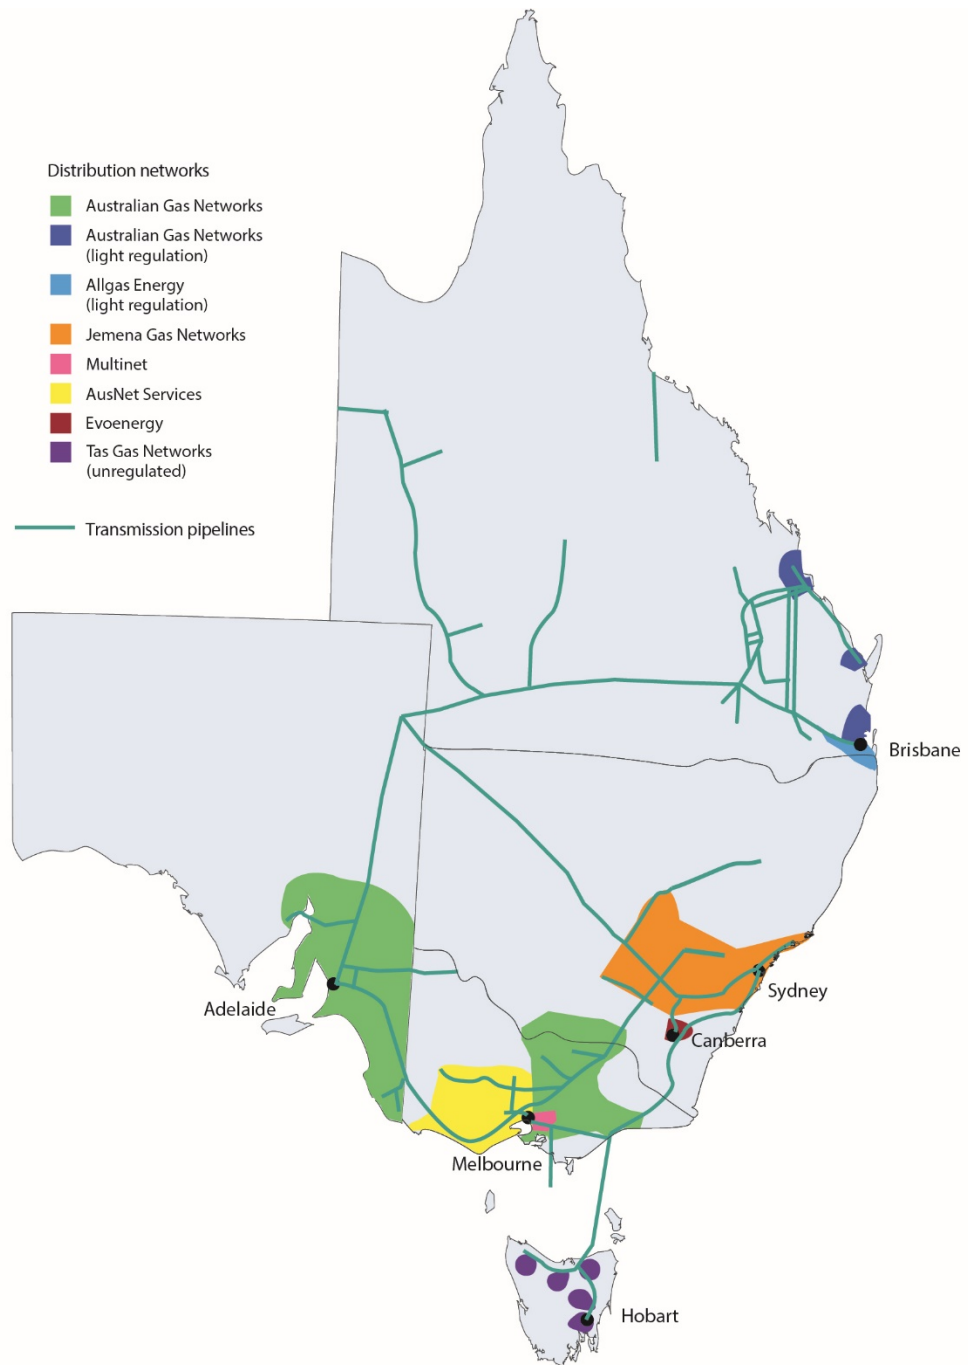 Distribution networks
Australian Gas Networks
Australian Gas Networks
(light regulation)
Allgas Energy
(light regulation)
Jemena Gas Networks
Multinet
AusNet Services
Evoenergy
Tas Gas Networks
(unregulated)
Transmission pipelines
Brisbane
Sydney
Adelaide
Canberra
Melbourne
Hobart